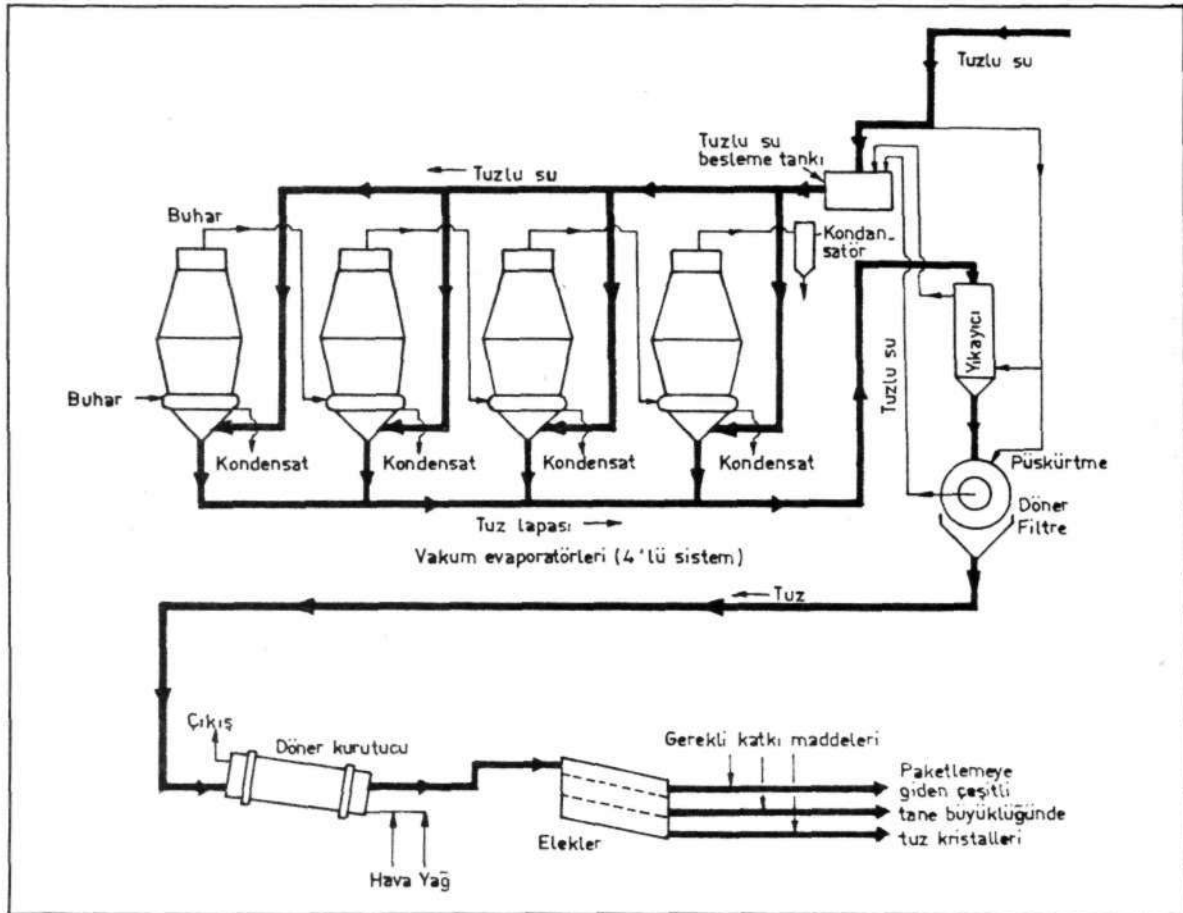 Tuzlu su
Tuzlu su
besleme tankı
Tuzlu su
Buhar
Kondan_
satör
Yıkayıcı
Tuzlu su
Buhar
Kondensat
Kondensat
Kondensat
Kondensat
Püskürtme
Döner
Filtre
Tuz lapası
Vakum evaporatörleri (4'lü sistem)
Tuz
Çıkış
Döner kurutucu
Gerekli katkı maddeleri
Paketlemeye
giden çeşitli
tane büyüklüğünde
tuz kristalleri
Elekler
Hava Yağ